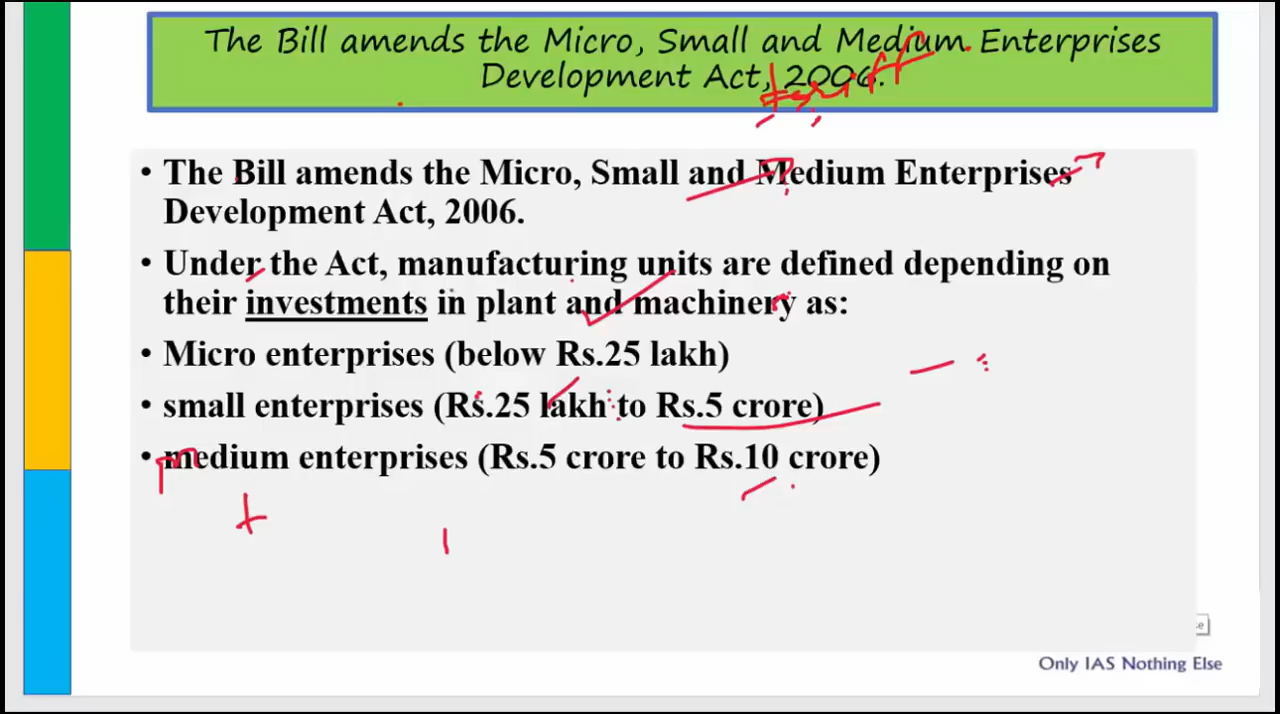 The Bill amends the Micro, Small and Medium Enterprises
Development Act, 2006.
tariff
• The Bill amends the Micro, Small and Medium Enterprises
Development Act, 2006.
• Under the Act, manufacturing units are defined depending on
their investments in plant and machinery as:
• Micro enterprises (below Rs.25 lakh)
• small enterprises (Rs.25 lakh to Rs.5 crore)
• medium enterprises (Rs.5 crore to Rs.10 crore)
Only IAS Nothing Else